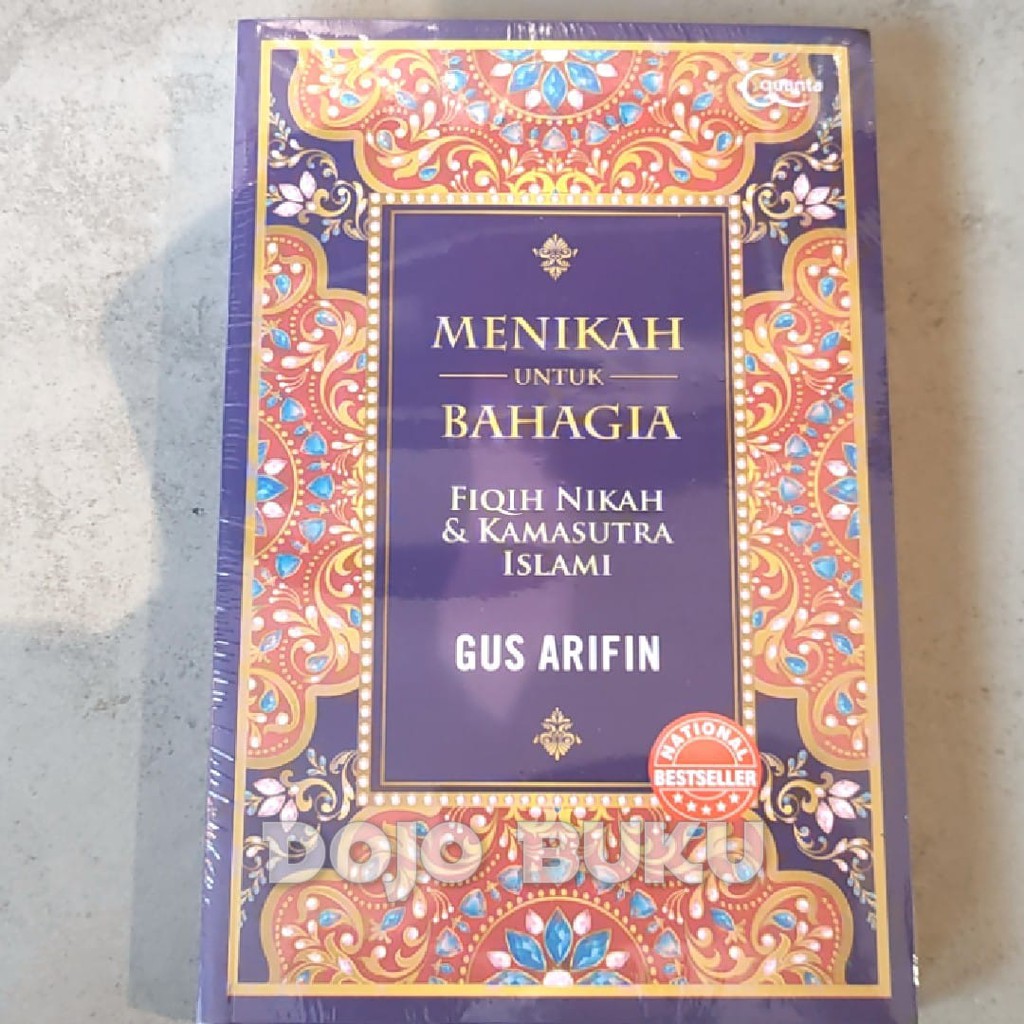 quanta
MENIKAH
UNTUK
BAHAGIA
FIQIH NIKAH
& KAMASUTRA
ISLAMI
GUS ARIFIN
NATIONAL
BESTSELLER
DOJO BUKU